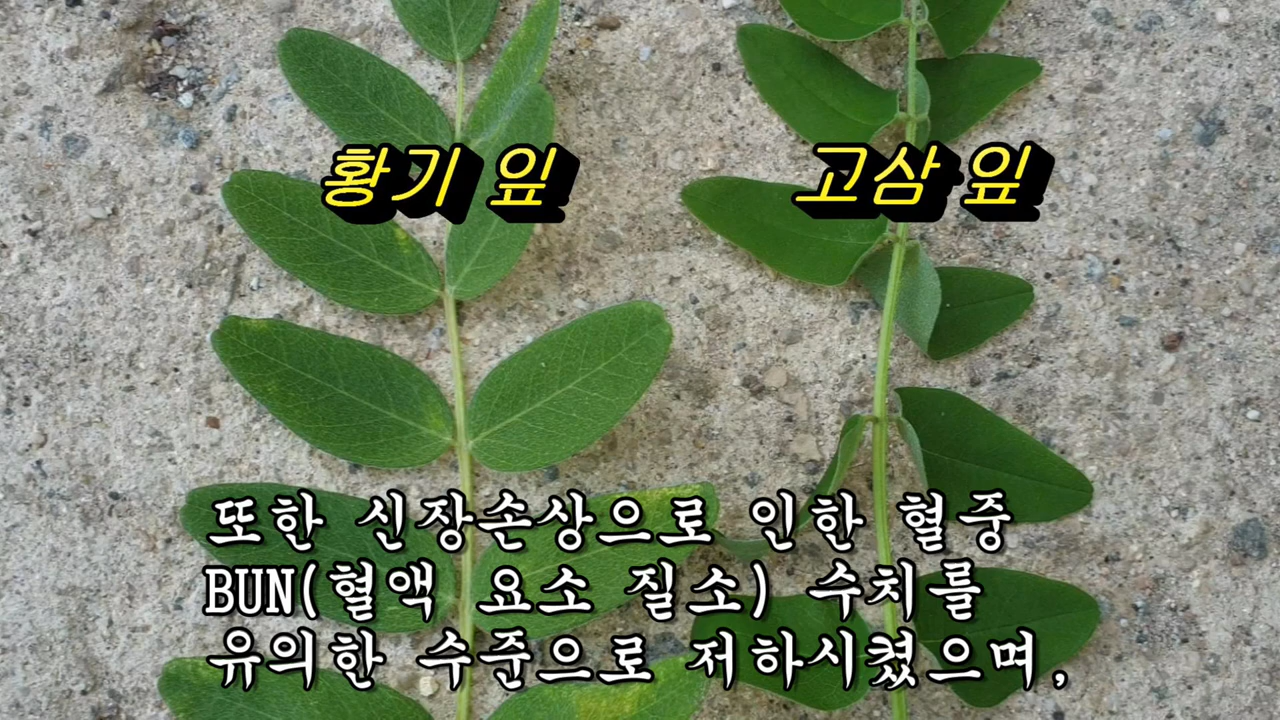 황기 잎
고삼 잎
또한 신장손상으로 인한 혈중
BUN(혈액 요소 질소) 수치를
유의한 수준으로 저하시켰으며,